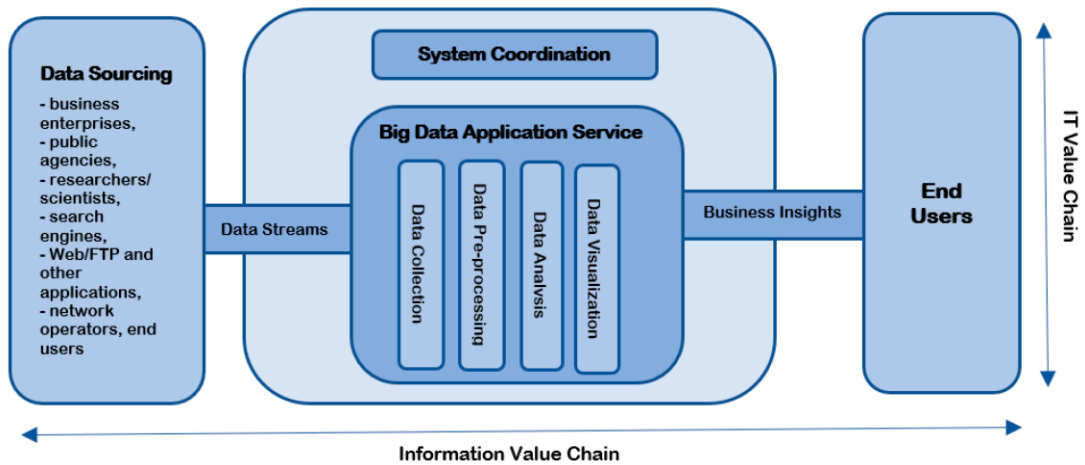 Data Sourcing
- business
enterprises,
- public
agencies,
- researchers/
scientists,
- search
engines,
- Web/FTP and
other
applications,
- network
operators, end
users
Data Streams
System Coordination
Big Data Application Service
Data Collection
Data Pre-processing
Data Analysis
Data Visualization
Business Insights
End
Users
IT Value Chain
Information Value Chain